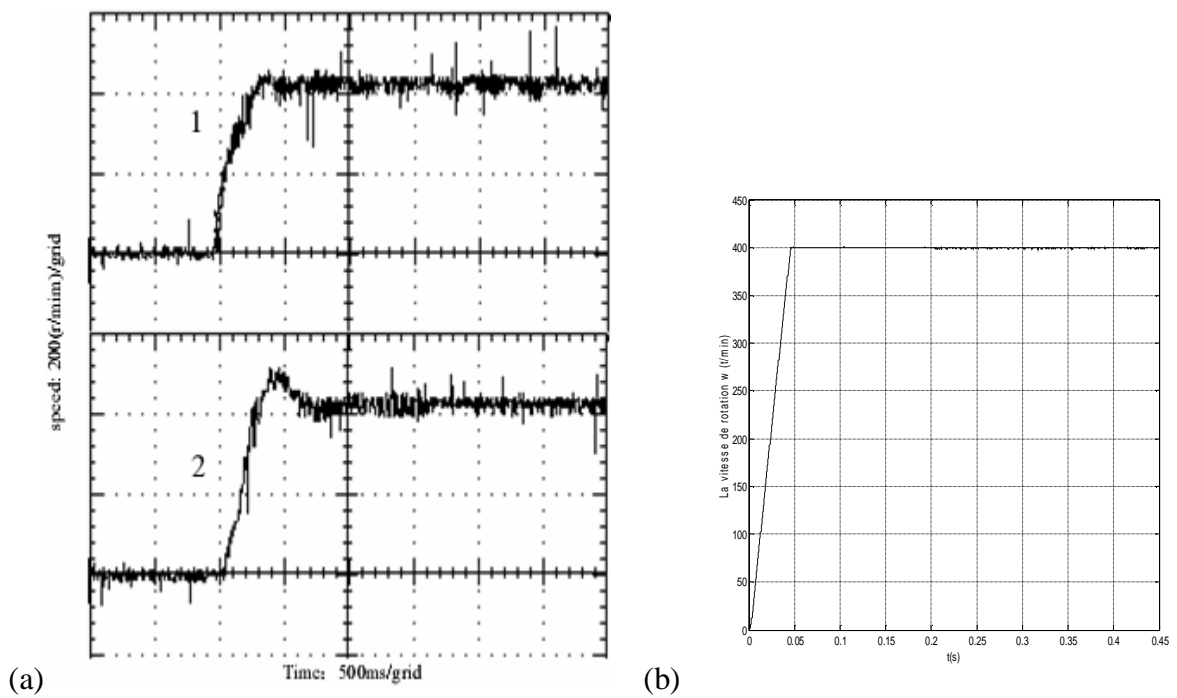 speed: 200(r/mim)/grid
1
2
Time: 500ms/grid
(a)
La vitesse de rotation w (t/min)
450
400
350
300
250
200
150
100
50
0
0 0.05 0.1 0.15 0.2 0.25 0.3 0.35 0.4 0.45
t(s)
(b)